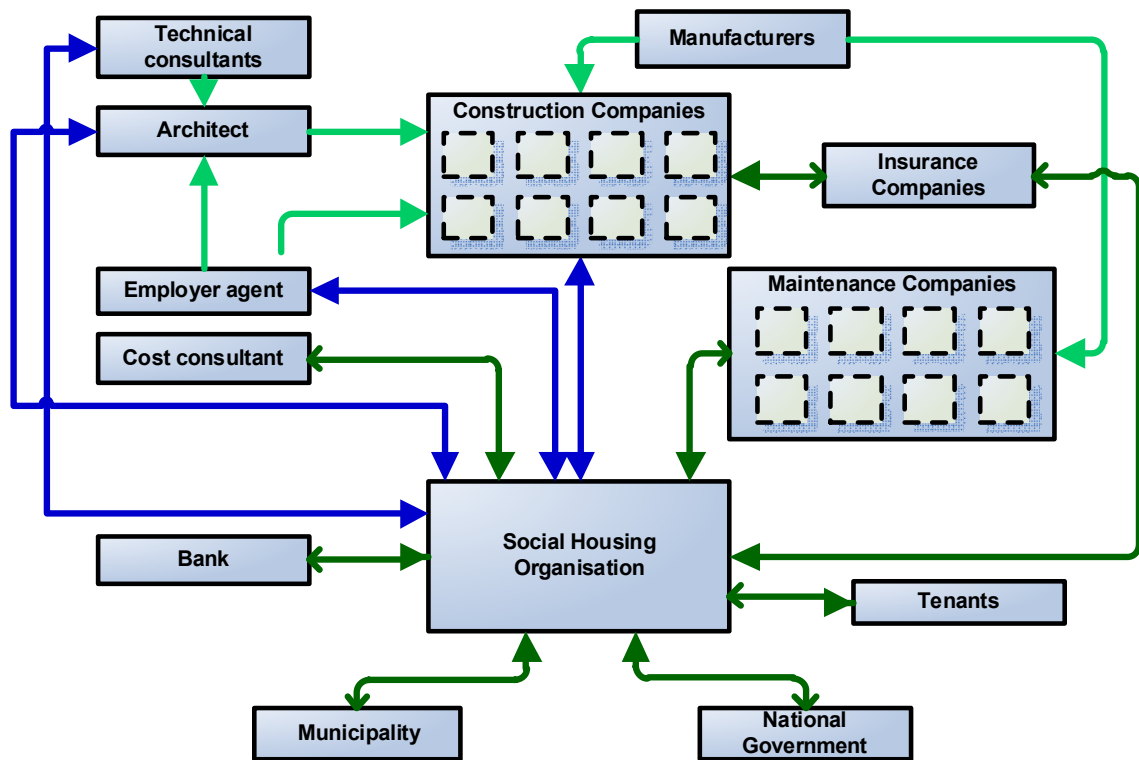 Technical
consultants
Manufacturers
Construction Companies
Architect
Insurance
Companies
Employer agent
Maintenance Companies
Cost consultant
Social Housing
Organisation
Bank
Tenants
Municipality
National
Government